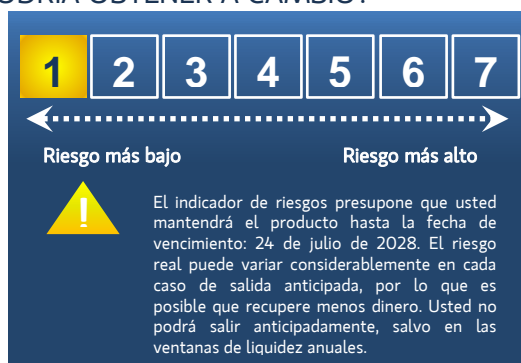 ODRÍA OBTENER A CAMBIO?
1 2 3 4 5 6 7
Riesgo más bajo Riesgo más alto
!
El indicador de riesgos presupone que usted
mantendrá el producto hasta la fecha de
vencimiento: 24 de julio de 2028. El riesgo
real puede variar considerablemente en cada
caso de salida anticipada, por lo que es
posible que recupere menos dinero. Usted no
podrá salir anticipadamente, salvo en las
ventanas de liquidez anuales.